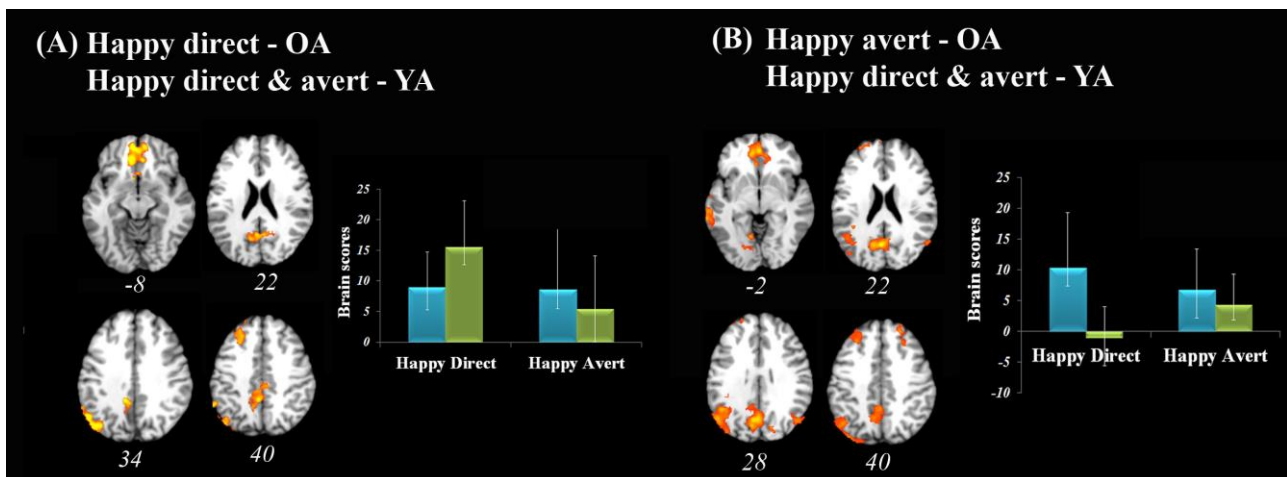 (A) Happy direct - OA
Happy direct & avert - YA
-8
22
34
40
Brain scores
25
20
15
10
5
0
Happy Direct
Happy Avert
(B) Happy avert - OA
Happy direct & avert - YA
-2
22
28
40
Brain scores
25
20
15
10
5
0
-5
-10
Happy Direct
Happy Avert